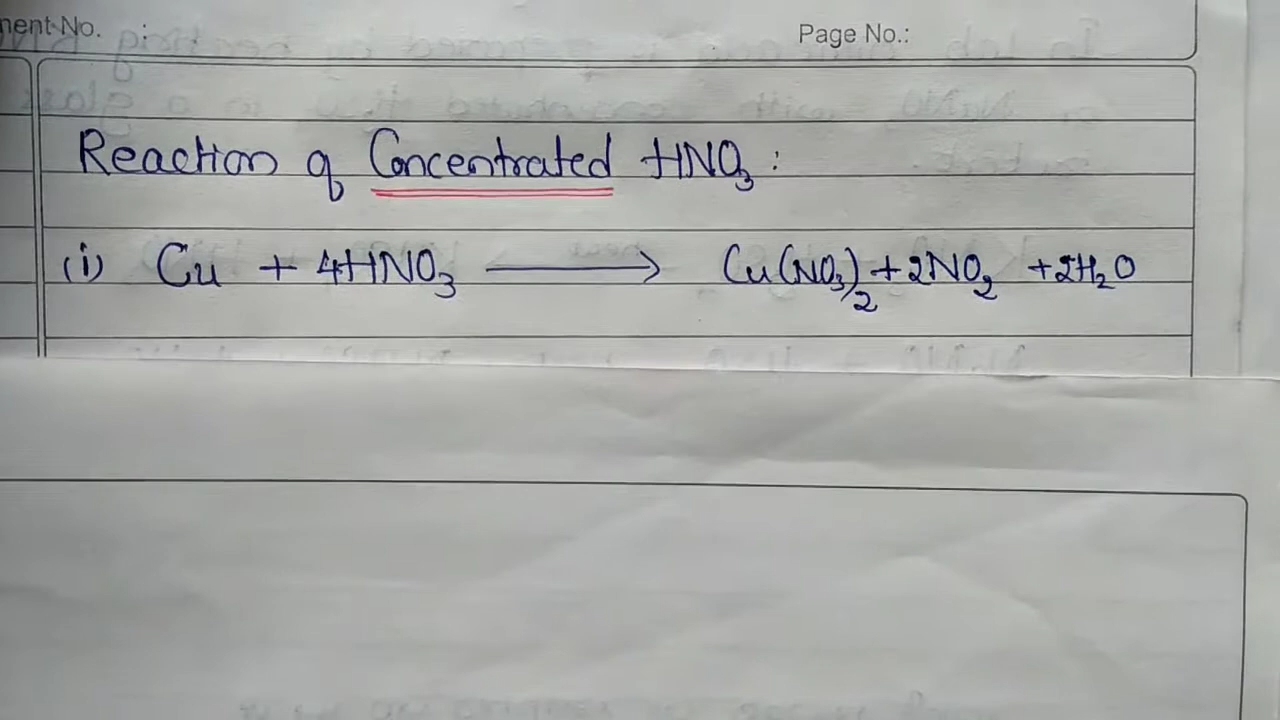 ment No. :
Page No.:
Reaction of Concentrated HNO₃ :
(i) Cu + 4HNO₃ ⟶ Cu(NO₃)₂ + 2NO₂ + 2H₂O